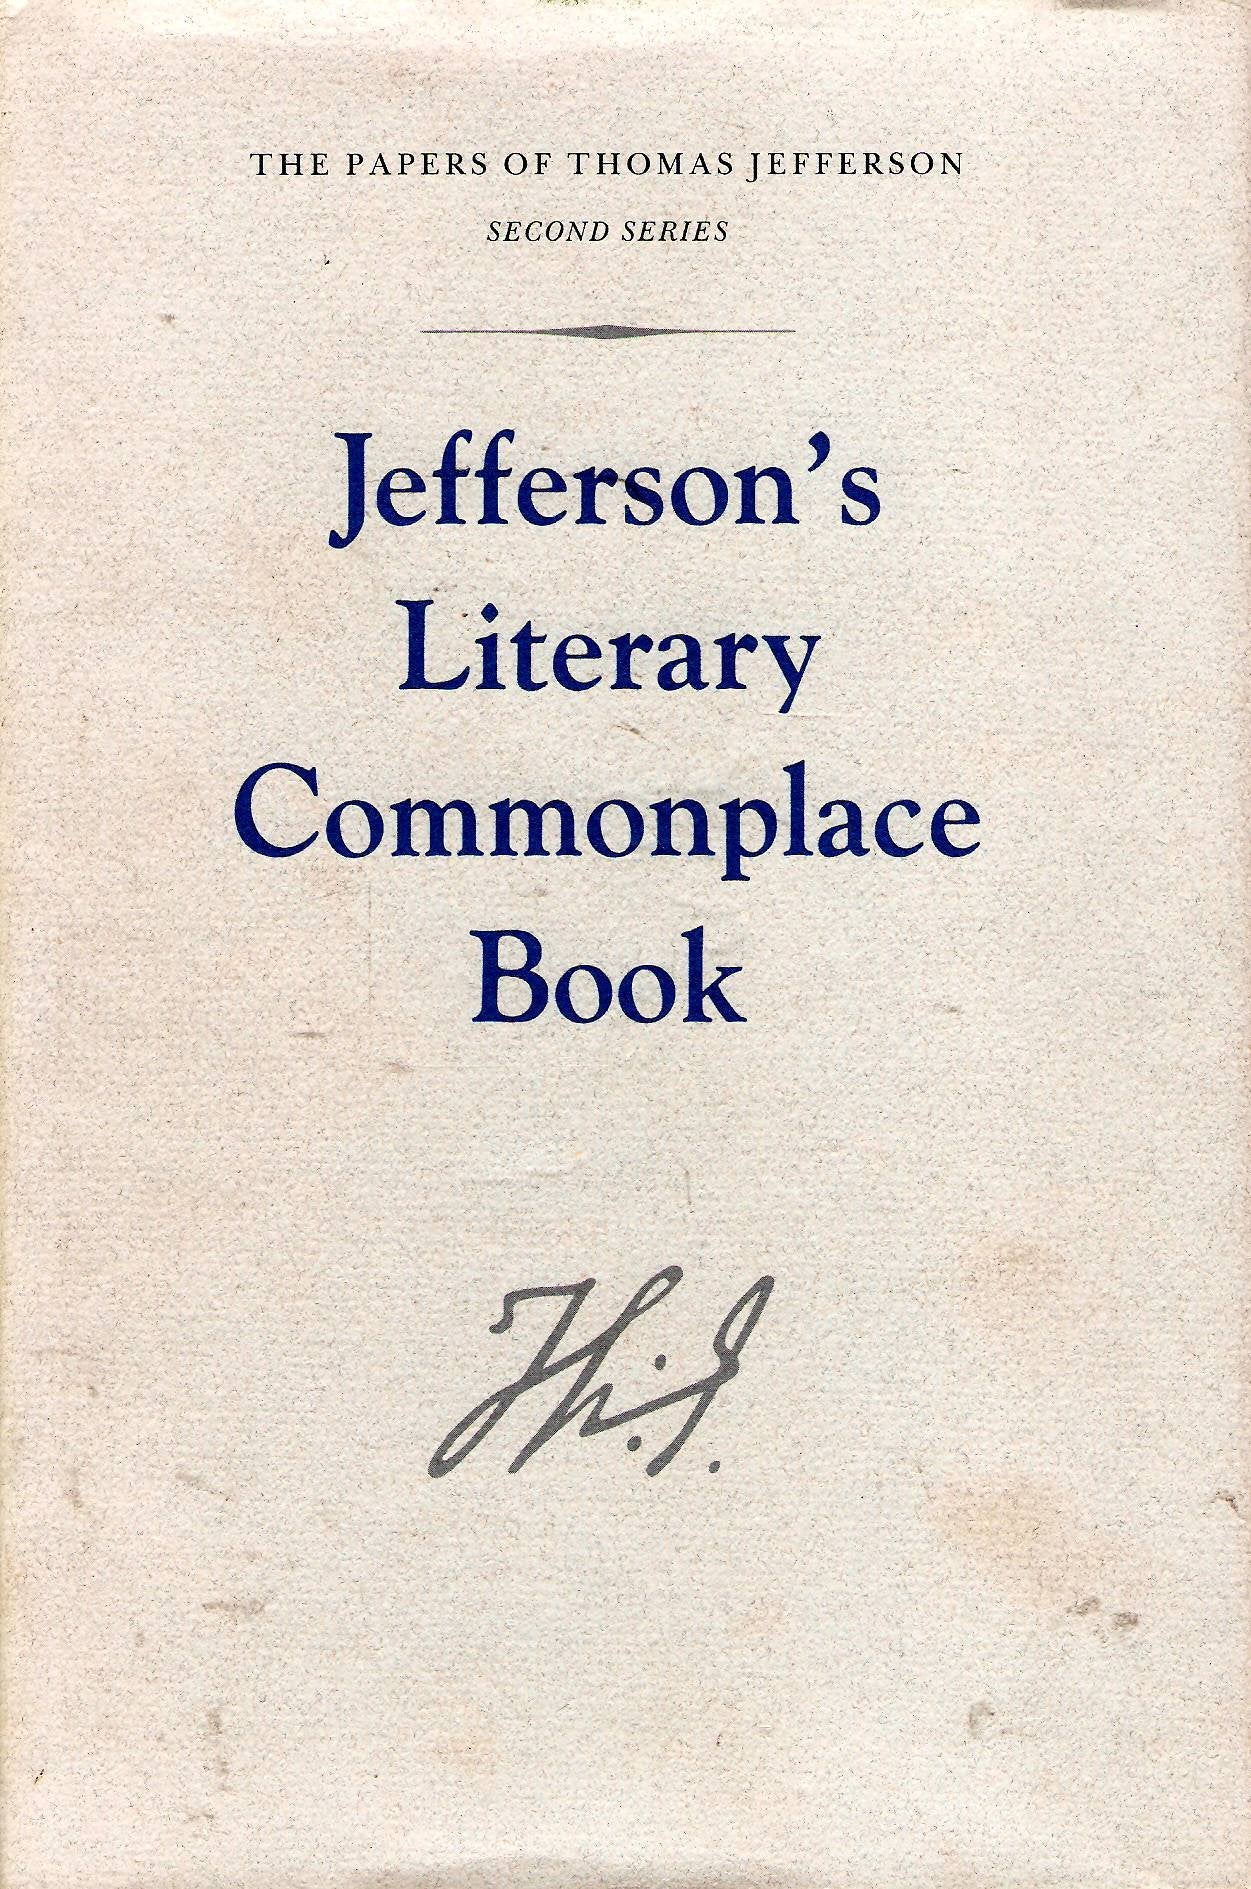 THE PAPERS OF THOMAS JEFFERSON
SECOND SERIES
Jefferson’s
Literary
Commonplace
Book
Th. J.